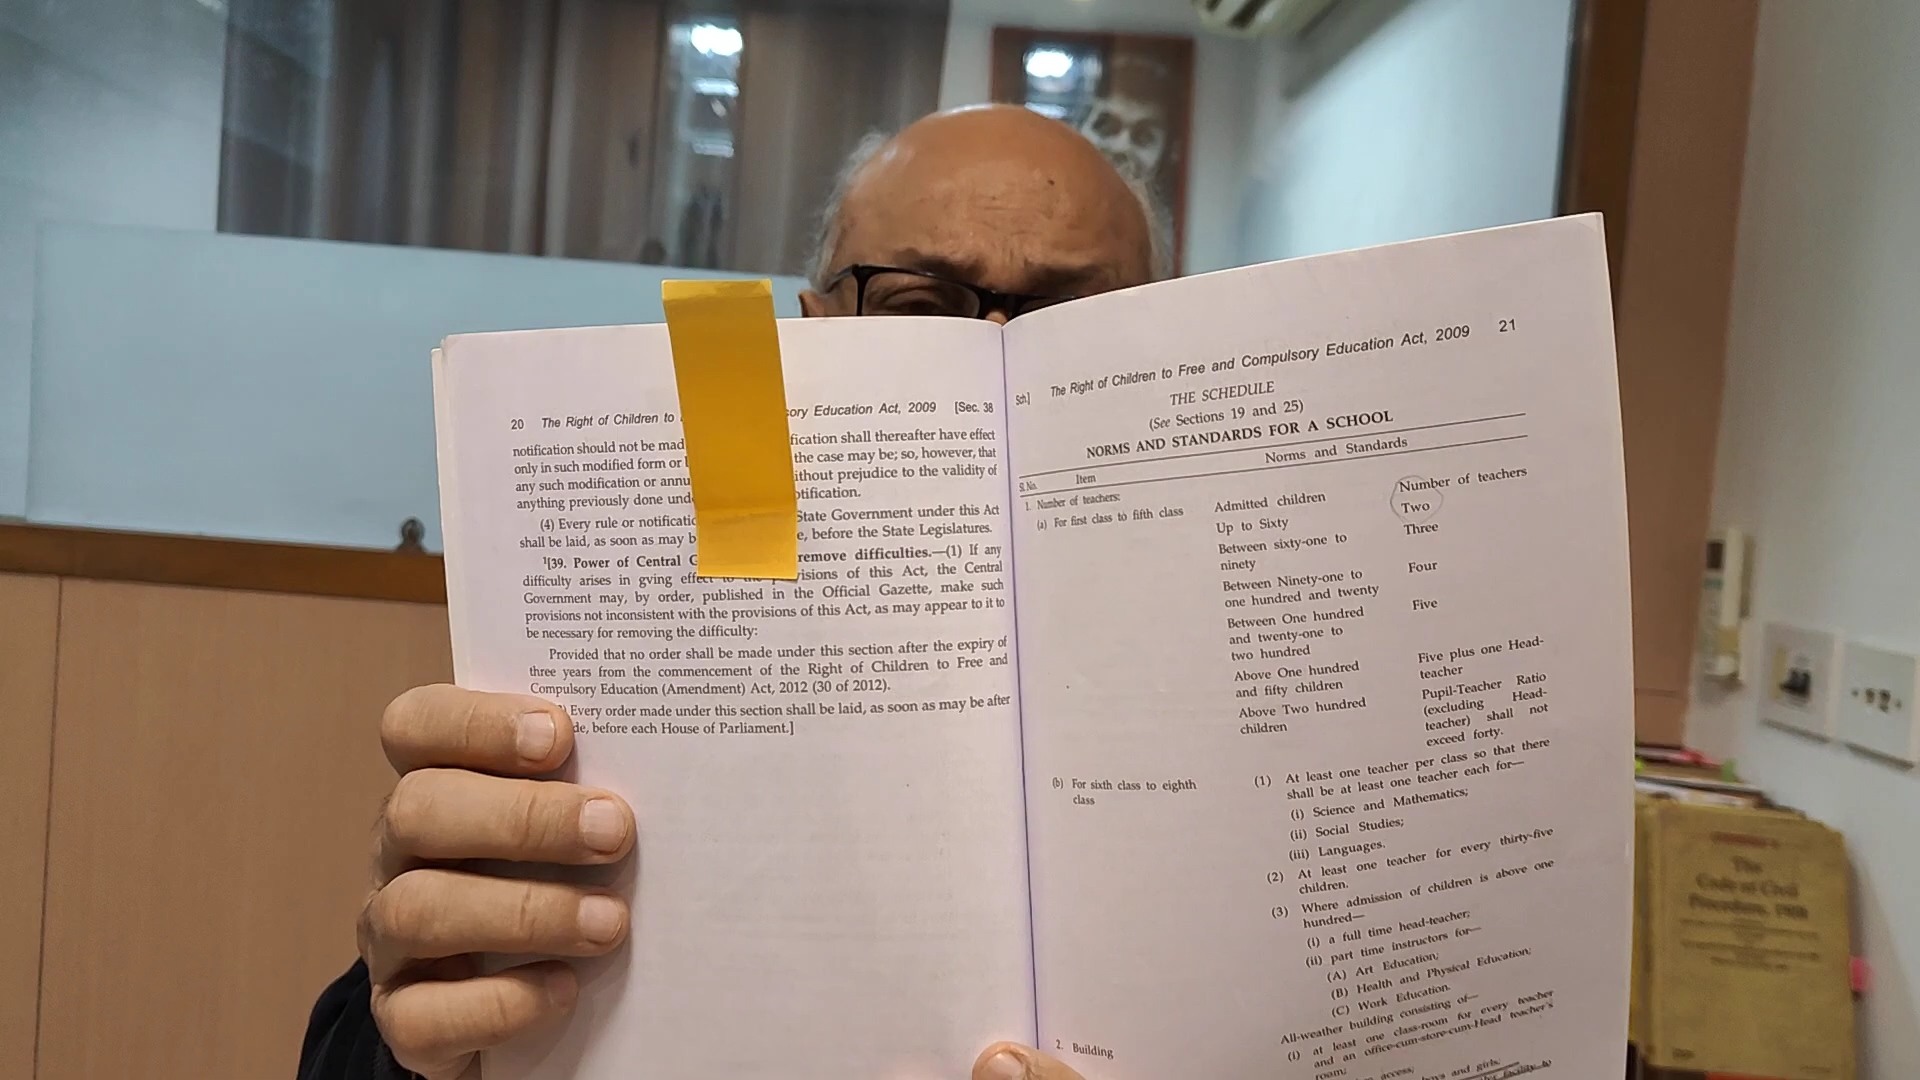 20 The Right of Children to ory Education Act, 2009 [Sec. 38
notification should not be mad fication shall thereafter have effect
only in such modified form or the case may be; so, however, that
any such modification or annu ithout prejudice to the validity of
anything previously done und otification.
(4) Every rule or notificatio State Government under this Act
shall be laid, as soon as may b e, before the State Legislatures.
¹[39. Power of Central G remove difficulties.—(1) If any
difficulty arises in gving effect to the visions of this Act, the Central
Government may, by order, published in the Official Gazette, make such
provisions not inconsistent with the provisions of this Act, as may appear to it to
be necessary for removing the difficulty:
Provided that no order shall be made under this section after the expiry of
three years from the commencement of the Right of Children to Free and
Compulsory Education (Amendment) Act, 2012 (30 of 2012).
) Every order made under this section shall be laid, as soon as may be after
de, before each House of Parliament.]
Sch] The Right of Children to Free and Compulsory Education Act, 2009 21
THE SCHEDULE
(See Sections 19 and 25)
NORMS AND STANDARDS FOR A SCHOOL
Sl. No. Item Norms and Standards
1. Number of teachers:
(a) For first class to fifth class Admitted children Number of teachers
Up to Sixty Two
Between sixty-one to Three
ninety
Between Ninety-one to Four
one hundred and twenty
Between One hundred Five
and twenty-one to
two hundred
Above One hundred Five plus one Head-
and fifty children teacher
Above Two hundred Pupil-Teacher Ratio
children (excluding Head-
teacher) shall not
exceed forty.
(b) For sixth class to eighth (1) At least one teacher per class so that there
class shall be at least one teacher each for—
(i) Science and Mathematics;
(ii) Social Studies;
(iii) Languages.
(2) At least one teacher for every thirty-five
children.
(3) Where admission of children is above one
hundred—
(i) a full time head-teacher;
(ii) part time instructors for—
(A) Art Education;
(B) Health and Physical Education;
(C) Work Education.
2. Building All-weather building consisting of—
(i) at least one class-room for every teacher
and an office-cum-store-cum-Head teacher's
room;
access;
boys and girls;
facility to
The
Code of Civil
Procedure, 1908